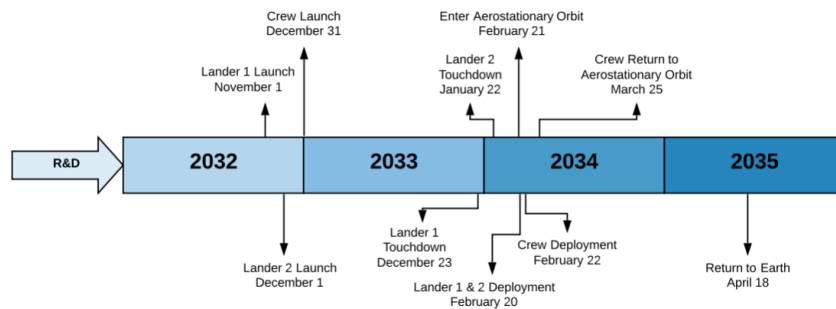 Crew Launch
December 31
Enter Aerostationary Orbit
February 21
Lander 1 Launch
November 1
Lander 2
Touchdown
January 22
Crew Return to
Aerostationary Orbit
March 25
R&D
2032
2033
2034
2035
Lander 1
Touchdown
December 23
Crew Deployment
February 22
Lander 2 Launch
December 1
Lander 1 & 2 Deployment
February 20
Return to Earth
April 18